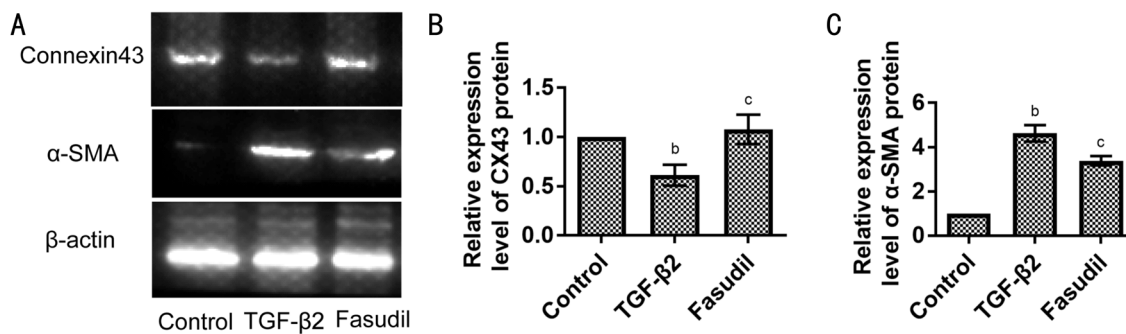 A
Connexin43
α-SMA
β-actin
Control TGF-β2 Fasudil
B
Relative expression
level of CX43 protein
1.5
1.0
0.5
0.0
b
c
Control
TGF-β2
Fasudil
C
Relative expression
level of α-SMA protein
6
4
2
0
b
c
Control
TGF-β2
Fasudil